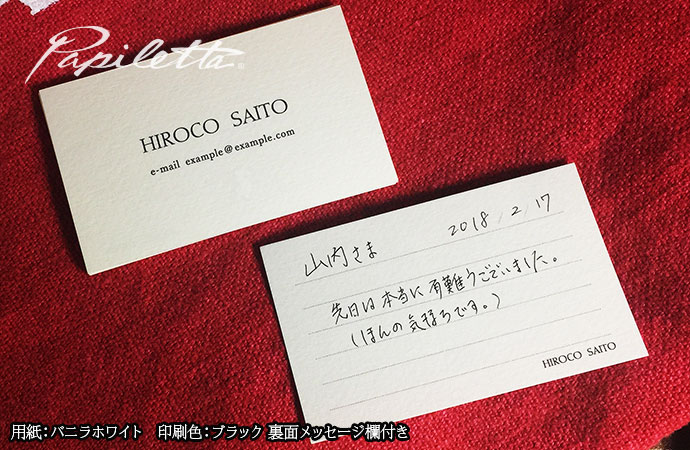 Papiletta®
HIROCO SAITO
e-mail example@example.com
山内さま 2018/2/17
先日は本当に有難うございました。
(ほんの気持ちです。)
HIROCO SAITO
用紙：バニラホワイト 印刷色：ブラック 裏面メッセージ欄付き